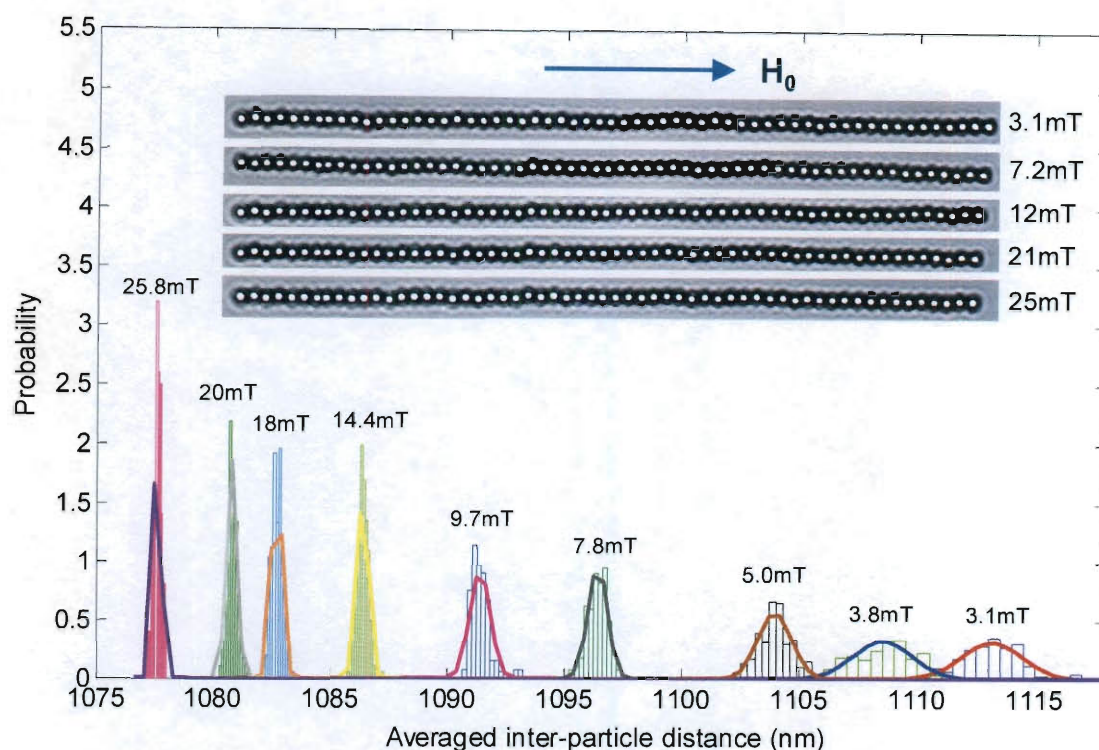 5.5
5
4.5
4
3.5
3
2.5
2
1.5
1
0.5
0
Probability
H0
3.1mT
7.2mT
12mT
21mT
25mT
25.8mT
20mT
18mT
14.4mT
9.7mT
7.8mT
5.0mT
3.8mT
3.1mT
1075
1080
1085
1090
1095
1100
1105
1110
1115
Averaged inter-particle distance (nm)